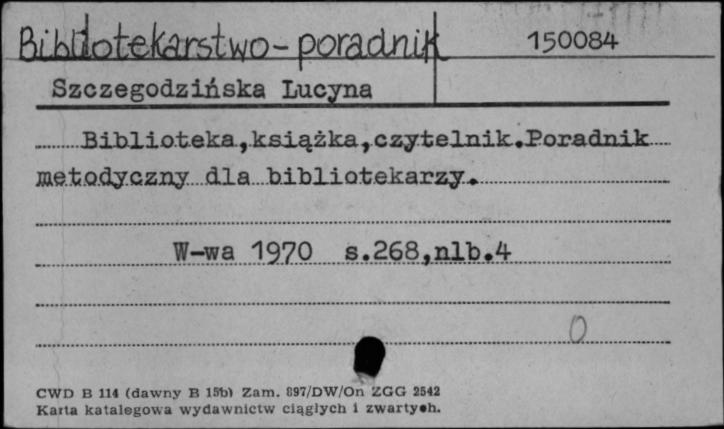 Bibliotekarstwo - poradnik 150084
Szczegodzińska Lucyna
Biblioteka,książka,czytelnik.Poradnik
metodyczny dla bibliotekarzy.
W-wa 1970 s.268,nlb.4
0
CWD B 114 (dawny B 15b) Zam. 897/DW/On ZGG 2542
Karta katalegowa wydawnictw ciągłych i zwartych.